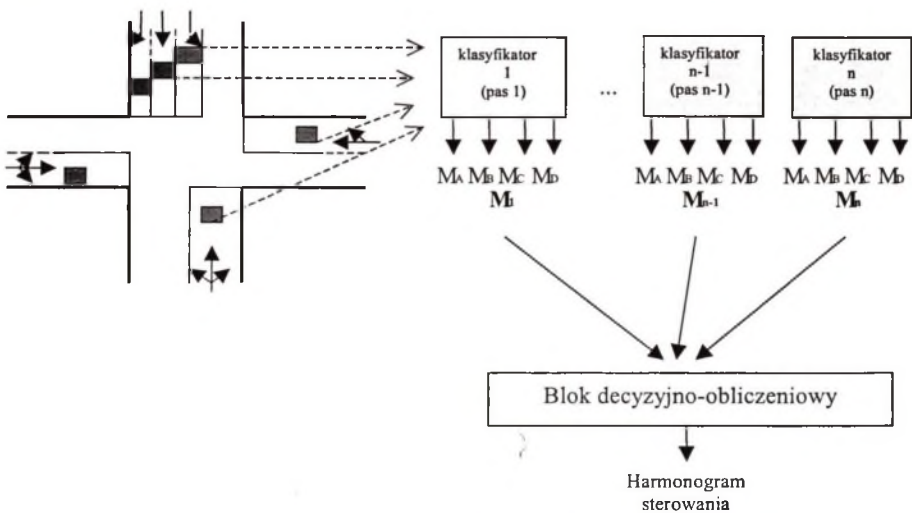 klasyfikator
1
(pas 1)
...
klasyfikator
n-1
(pas n-1)
klasyfikator
n
(pas n)
MA MB MC MD
M1
MA MB MC MD
Mn-1
MA MB MC MD
Mn
Blok decyzyjno-obliczeniowy
Harmonogram
sterowania